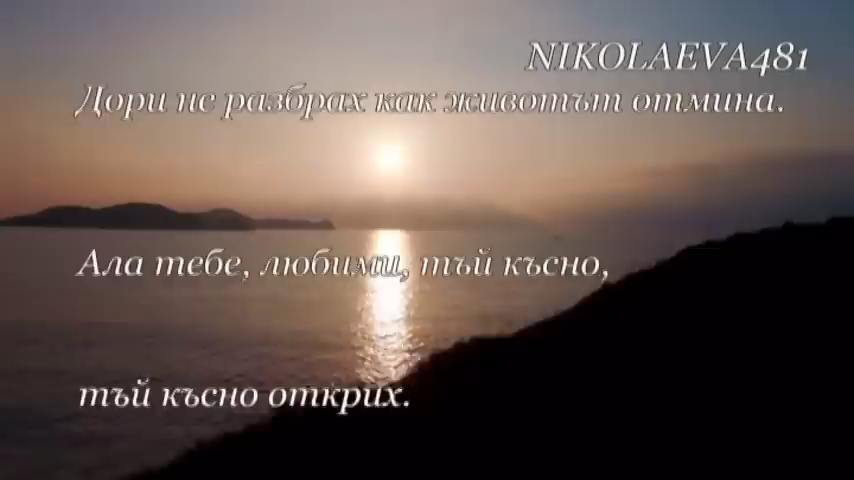 NIKOLAEVA481
Дори не разбрах как животът отмина.
Ала тебе, любими, тъй късно,
тъй късно открих.